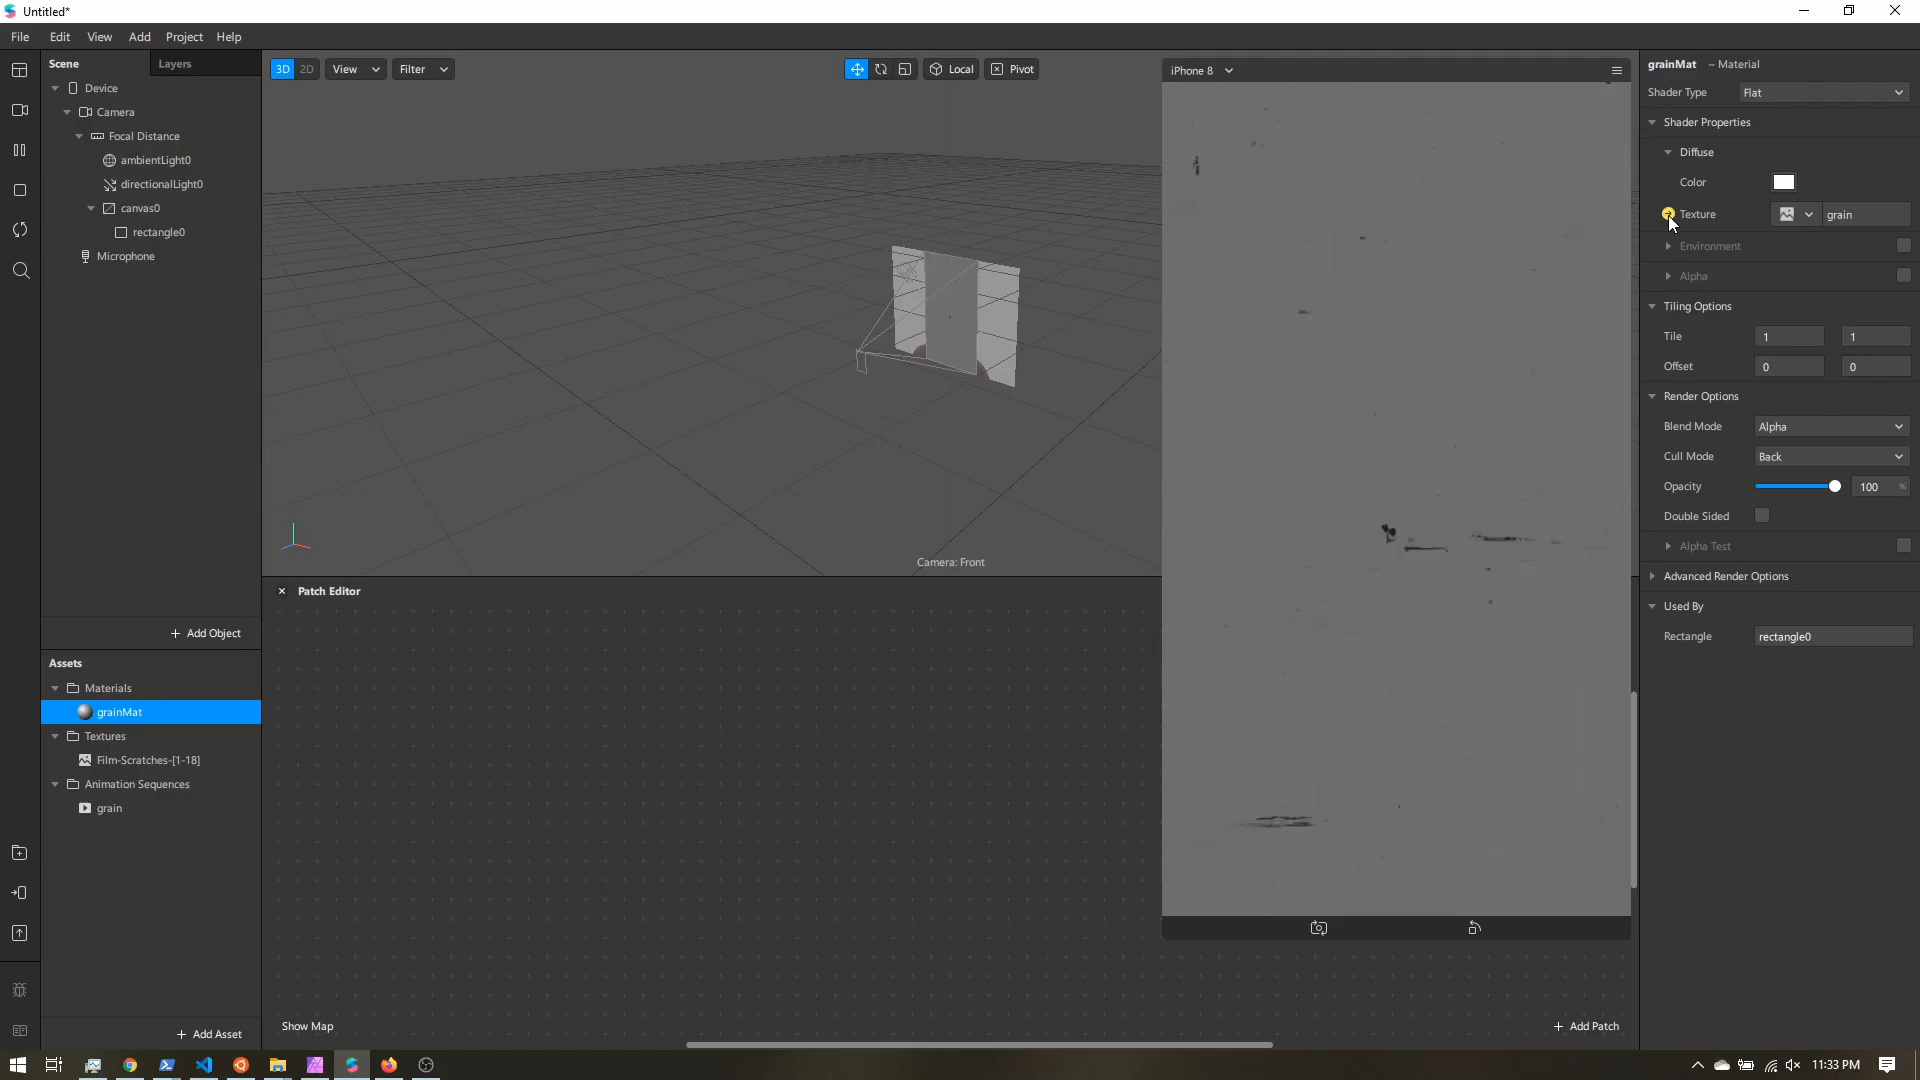 Untitled*
File Edit View Add Project Help
Scene Layers
Device
Camera
Focal Distance
ambientLight0
directionalLight0
canvas0
rectangle0
Microphone
+ Add Object
Assets
Materials
grainMat
Textures
Film-Scratches-[1-18]
Animation Sequences
grain
+ Add Asset
3D 2D View Filter Local Pivot
Camera: Front
iPhone 8
Patch Editor
Show Map
+ Add Patch
grainMat – Material
Shader Type Flat
Shader Properties
Diffuse
Color
Texture grain
Environment
Alpha
Tiling Options
Tile 1 1
Offset 0 0
Render Options
Blend Mode Alpha
Cull Mode Back
Opacity 100 %
Double Sided
Alpha Test
Advanced Render Options
Used By
Rectangle rectangle0
11:33 PM